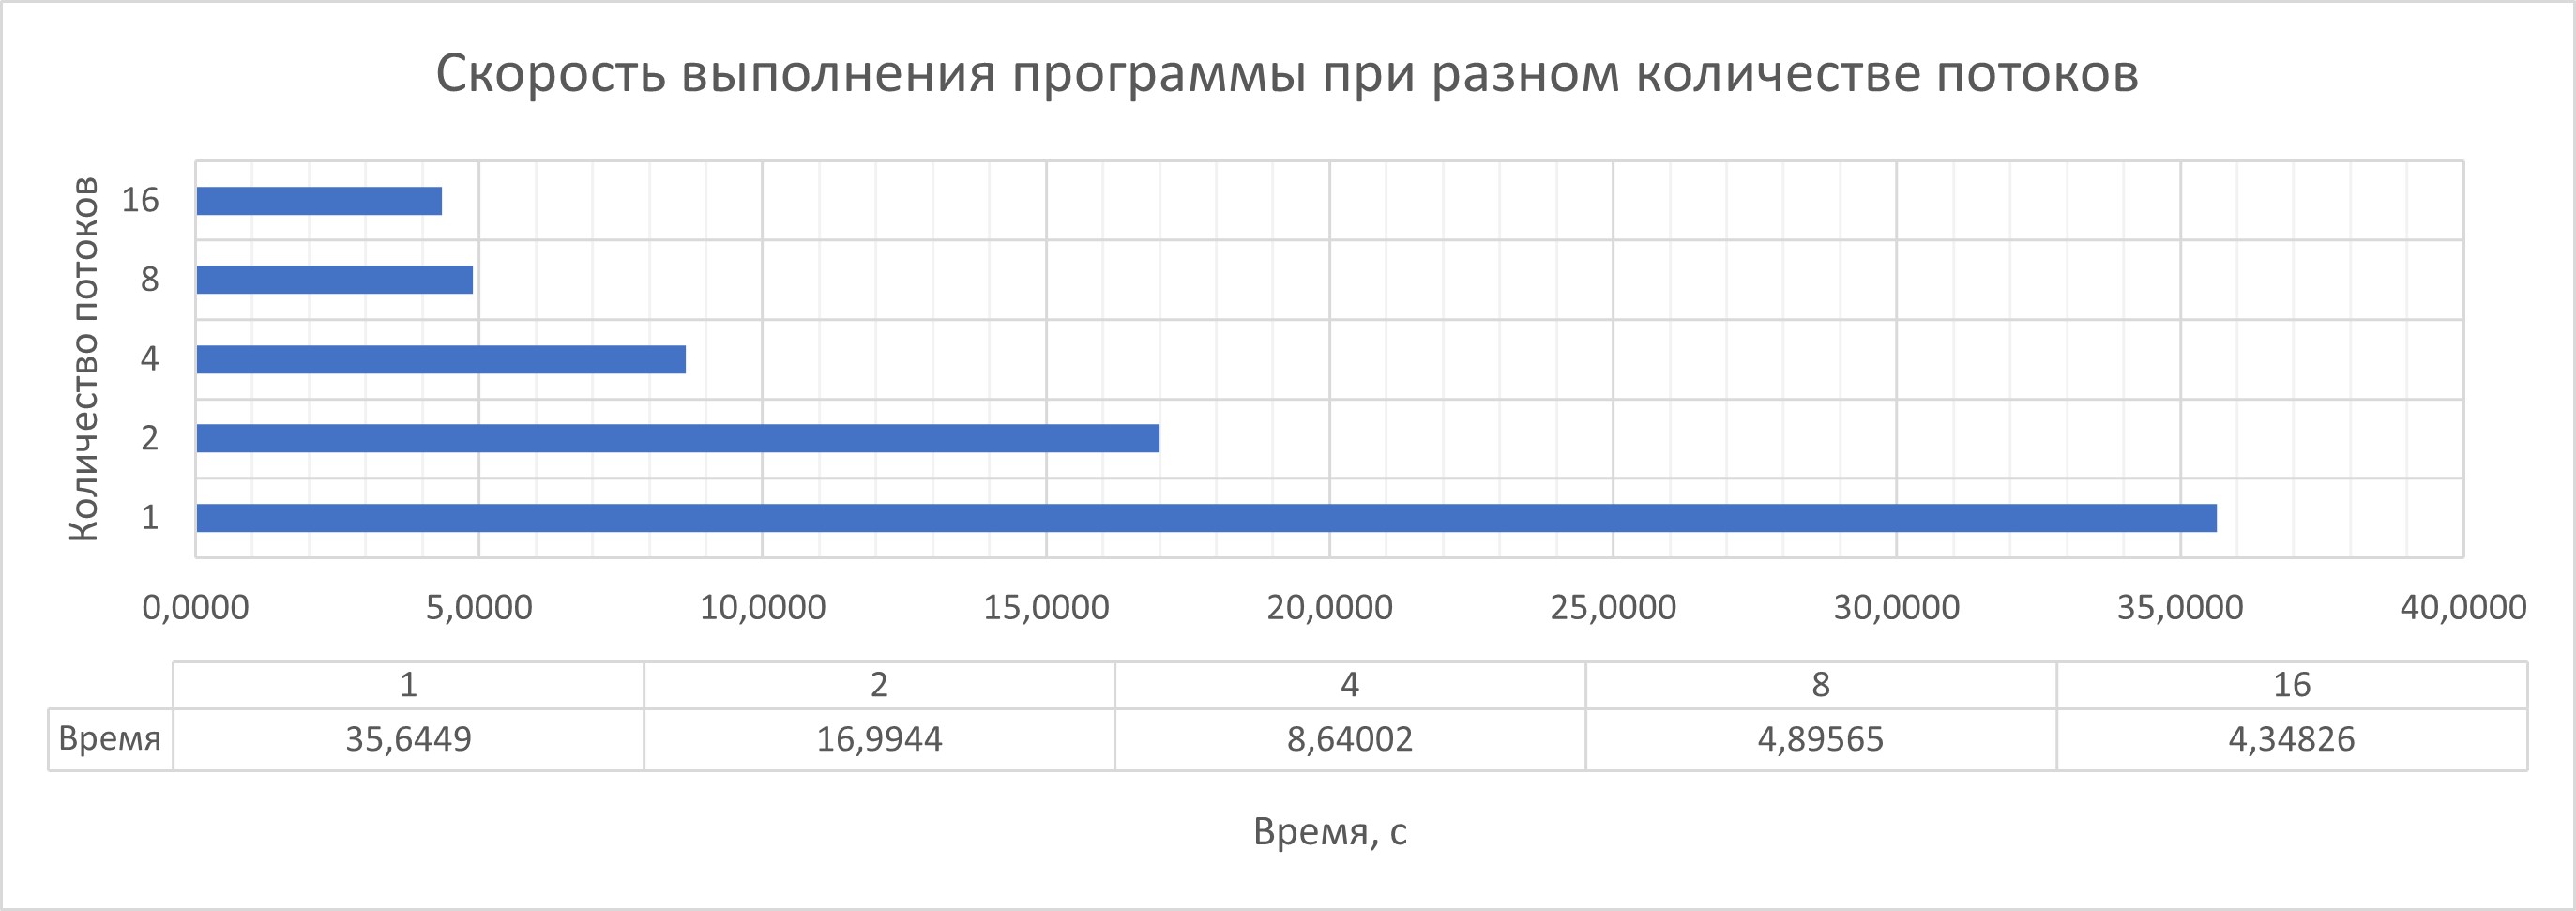 Скорость выполнения программы при разном количестве потоков
Количество потоков
16
8
4
2
1
0,0000 5,0000 10,0000 15,0000 20,0000 25,0000 30,0000 35,0000 40,0000
1 2 4 8 16
Время 35,6449 16,9944 8,64002 4,89565 4,34826
Время, с